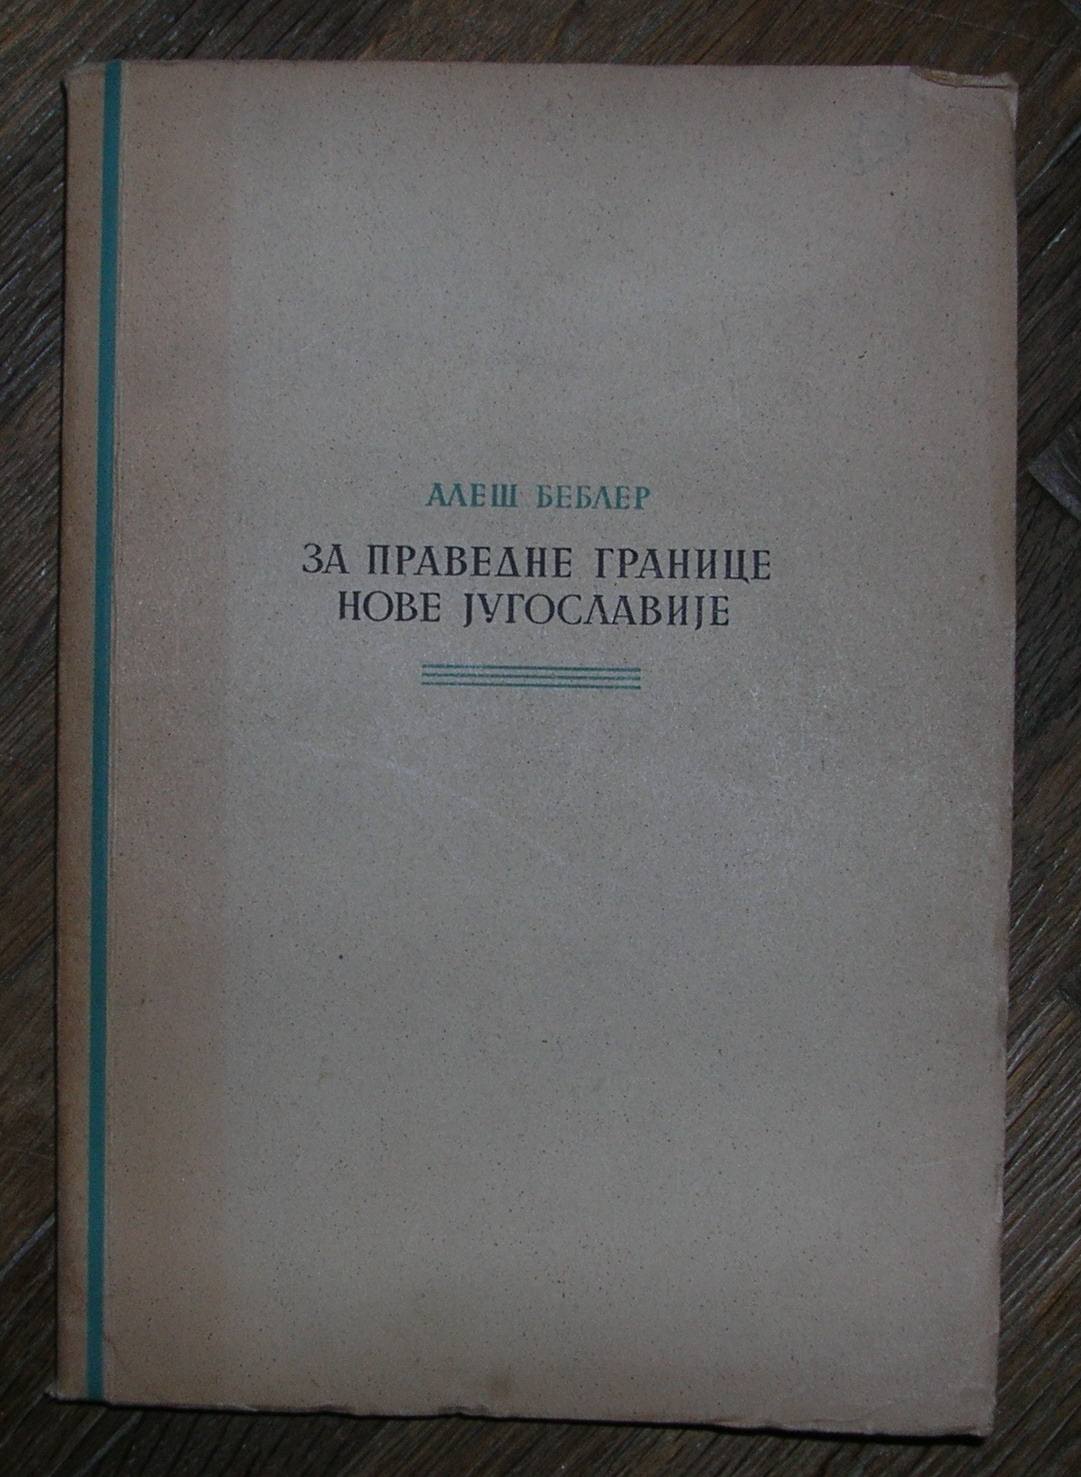 АЛЕШ БЕБЛЕР
ЗА ПРАВЕДНЕ ГРАНИЦЕ
НОВЕ ЈУГОСЛАВИЈЕ